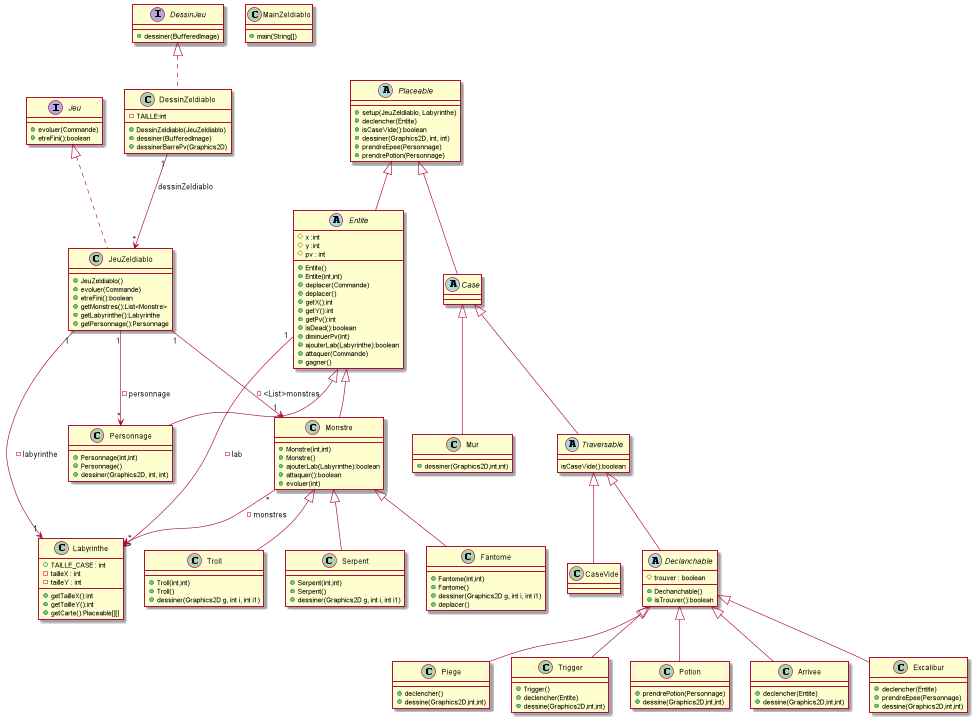 I DessinJeu
dessiner(BufferedImage)
C MainZeldiablo
main(String[])
C DessinZeldiablo
TAILLE:int
DessinZeldiablo(JeuZeldiablo)
dessiner(BufferedImage)
dessinerBarrePv(Graphics2D)
I Jeu
evoluer(Commande)
etreFini():boolean
A Placeable
setup(JeuZeldiablo, Labyrinthe)
declencher(Entite)
isCaseVide():boolean
dessiner(Graphics2D, int, int)
prendreEpee(Personnage)
prendrePotion(Personnage)
1
dessinZeldiablo
*
C JeuZeldiablo
JeuZeldiablo()
evoluer(Commande)
etreFini():boolean
getMonstres():List<Monstre>
getLabyrinthe():Labyrinthe
getPersonnage():Personnage
A Entite
x : int
y : int
pv : int
Entite()
Entite(int,int)
deplacer(Commande)
deplacer()
getX():int
getY():int
getPv():int
isDead():boolean
diminuerPv(int)
ajouterLab(Labyrinthe):boolean
attaquer(Commande)
gagner()
A Case
1
1
1
1
personnage
<List>monstres
*
1
C Personnage
Personnage(int,int)
Personnage()
dessiner(Graphics2D, int, int)
C Monstre
Monstre(int,int)
Monstre()
ajouterLab(Labyrinthe):boolean
attaquer():boolean
evoluer(int)
C Mur
dessiner(Graphics2D,int,int)
A Traversable
isCaseVide():boolean
labyrinthe
lab
*
monstres
1
*
C Labyrinthe
TAILLE_CASE : int
tailleX : int
tailleY : int
getTailleX():int
getTailleY():int
getCarte():Placeable[][]
C Troll
Troll(int,int)
Troll()
dessiner(Graphics2D g, int i, int i1)
C Serpent
Serpent(int,int)
Serpent()
dessiner(Graphics2D g, int i, int i1)
C Fantome
Fantome(int,int)
Fantome()
dessiner(Graphics2D g, int i, int i1)
deplacer()
C CaseVide
A Declanchable
trouver : boolean
Dechanchable()
isTrouver():boolean
C Piege
declencher()
dessine(Graphics2D,int,int)
C Trigger
Trigger()
declencher(Entite)
dessine(Graphics2D,int,int)
C Potion
prendrePotion(Personnage)
dessine(Graphics2D,int,int)
C Arrivee
declencher(Entite)
dessine(Graphics2D,int,int)
C Excalibur
declencher(Entite)
prendreEpee(Personnage)
dessine(Graphics2D,int,int)